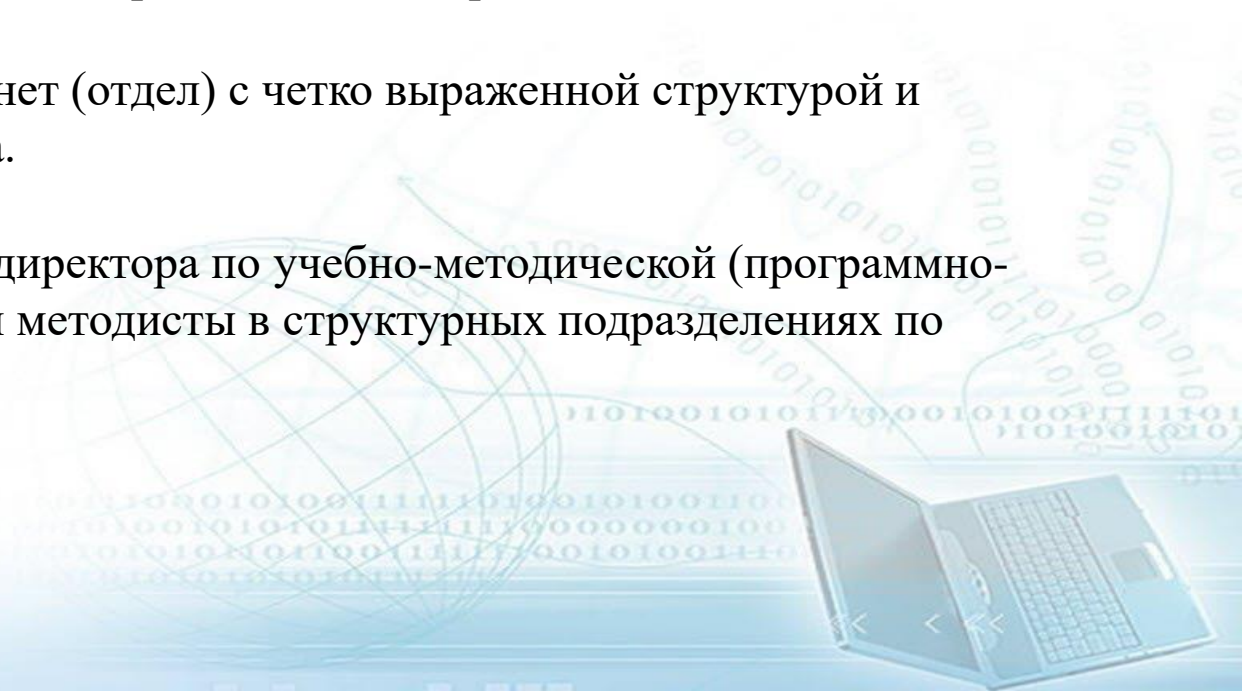 нет (отдел) с четко выраженной структурой и
директора по учебно-методической (программно-
методисты в структурных подразделениях по